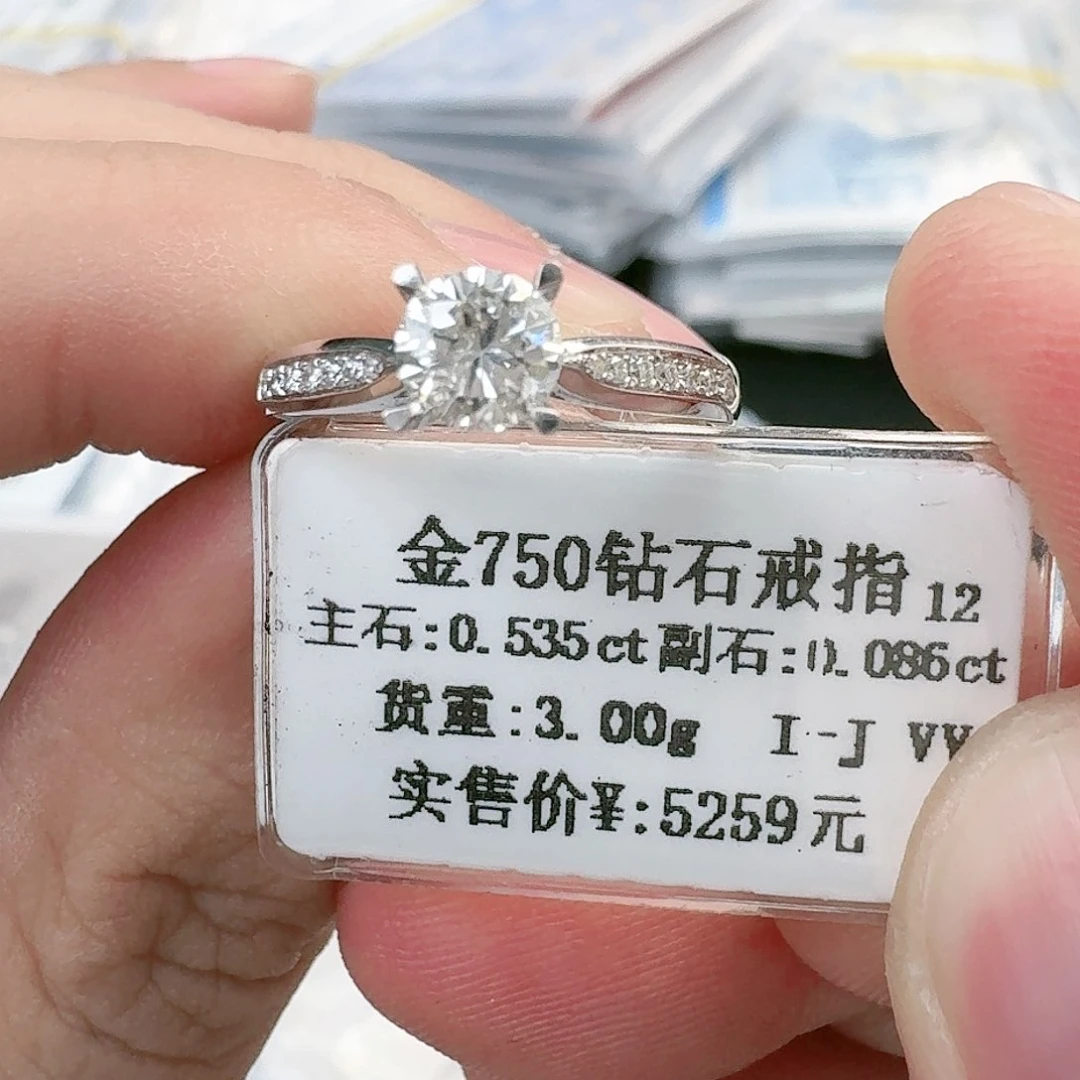 金750钻石戒指 12
主石:0.535ct 副石:0.086ct
货重:3.00g I-J VV
实售价¥:5259元